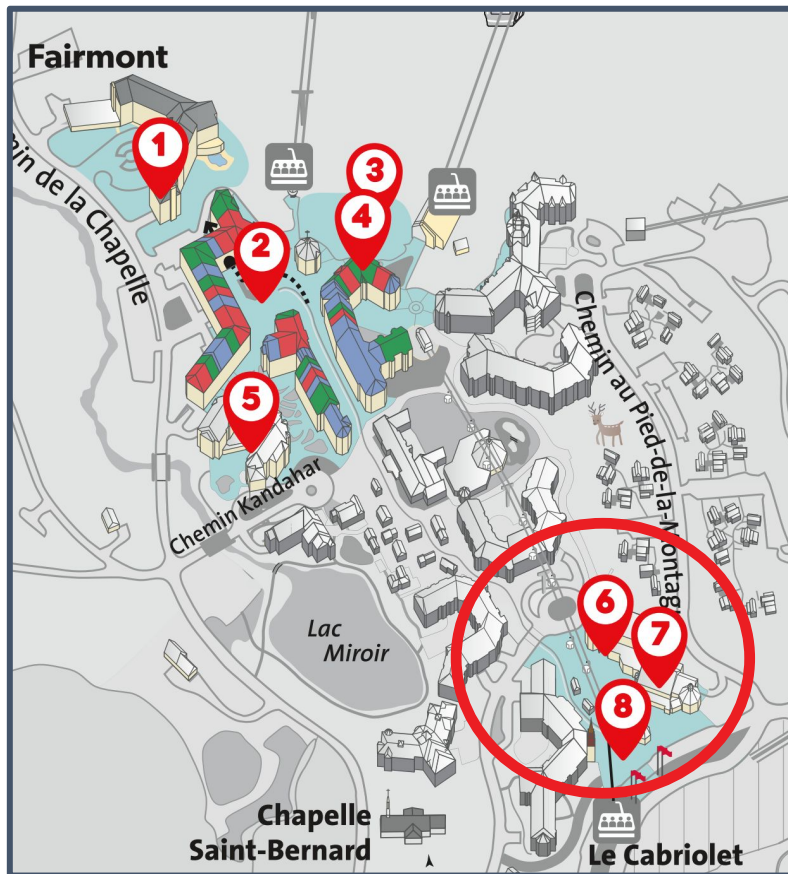 Fairmont
1
3
4
min de la Chapelle
2
5
Chemin au Pied-de-la-Montag
Chemin Kandahar
Lac
Miroir
6
7
8
Chapelle
Saint-Bernard
Le Cabriolet